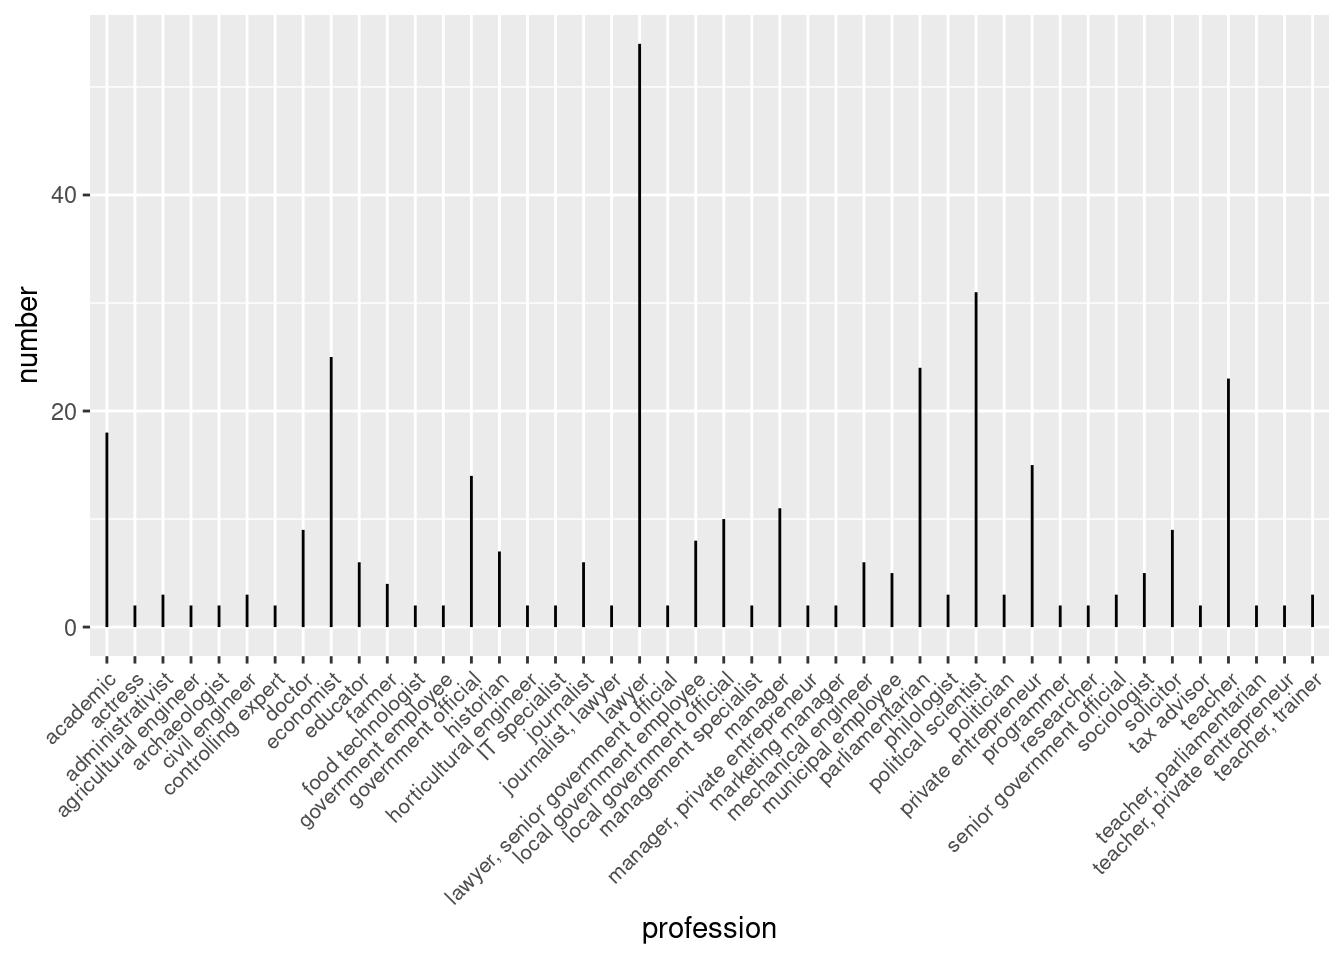 number
40
20
0
academic
actress
administrativist
agricultural engineer
archaeologist
civil engineer
controlling expert
doctor
economist
educator
farmer
food technologist
government employee
government official
historian
horticultural engineer
IT specialist
journalist
journalist, lawyer
lawyer
lawyer, senior government official
local government employee
local government official
management specialist
manager
manager, private entrepreneur
marketing manager
mechanical engineer
municipal employee
parliamentarian
philologist
political scientist
politician
private entrepreneur
programmer
researcher
senior government official
sociologist
solicitor
tax advisor
teacher
teacher, parliamentarian
teacher, private entrepreneur
teacher, trainer
profession